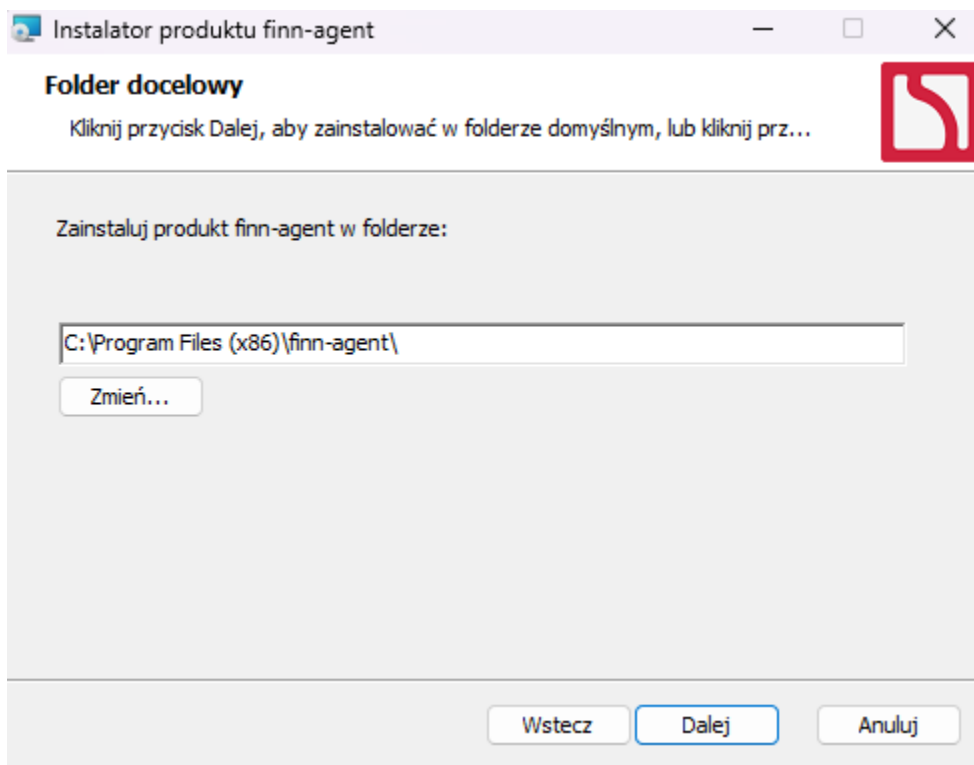 Instalator produktu finn-agent
Folder docelowy
Kliknij przycisk Dalej, aby zainstalować w folderze domyślnym, lub kliknij prz...
Zainstaluj produkt finn-agent w folderze:
C:\Program Files (x86)\finn-agent\
Zmień...
Wstecz
Dalej
Anuluj